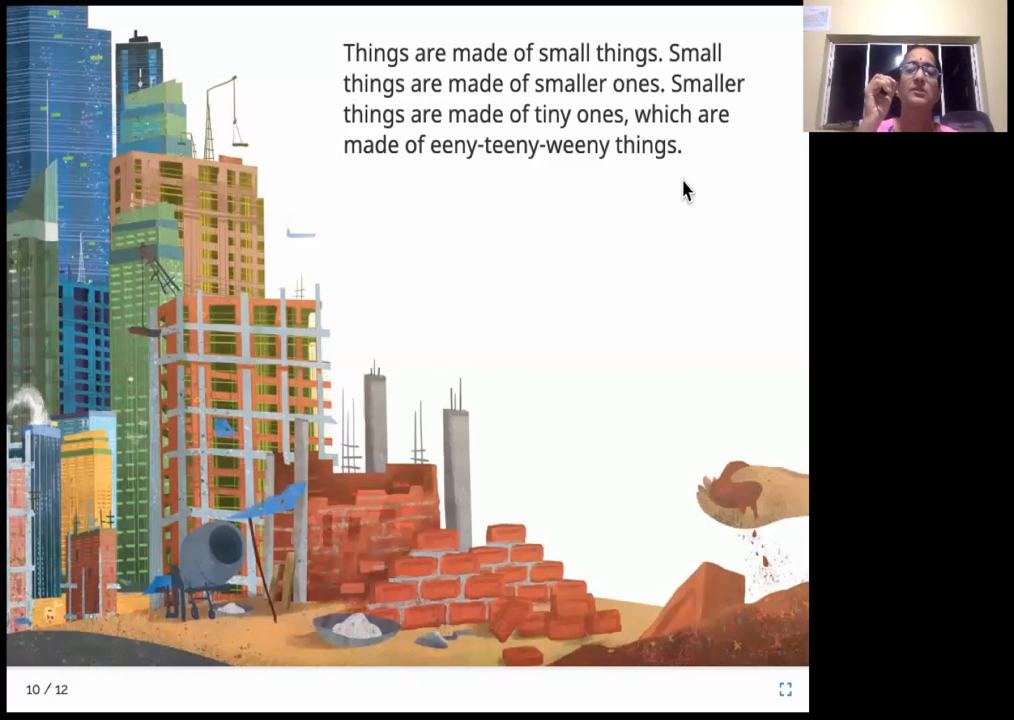 Things are made of small things. Small
things are made of smaller ones. Smaller
things are made of tiny ones, which are
made of eeny-teeny-weeny things.
10 / 12